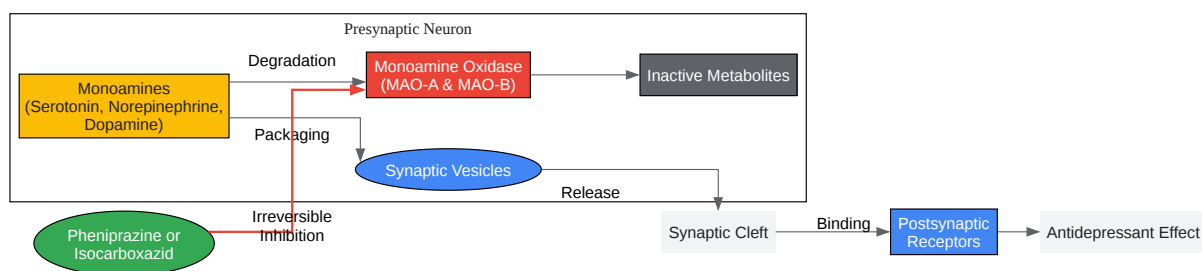 Presynaptic Neuron
Degradation
Monoamine Oxidase
(MAO-A & MAO-B)
Inactive Metabolites
Monoamines
(Serotonin, Norepinephrine,
Dopamine)
Packaging
Synaptic Vesicles
Release
Pheniprazine or
Isocarboxazid
Irreversible
Inhibition
Synaptic Cleft
Binding
Postsynaptic
Receptors
Antidepressant Effect